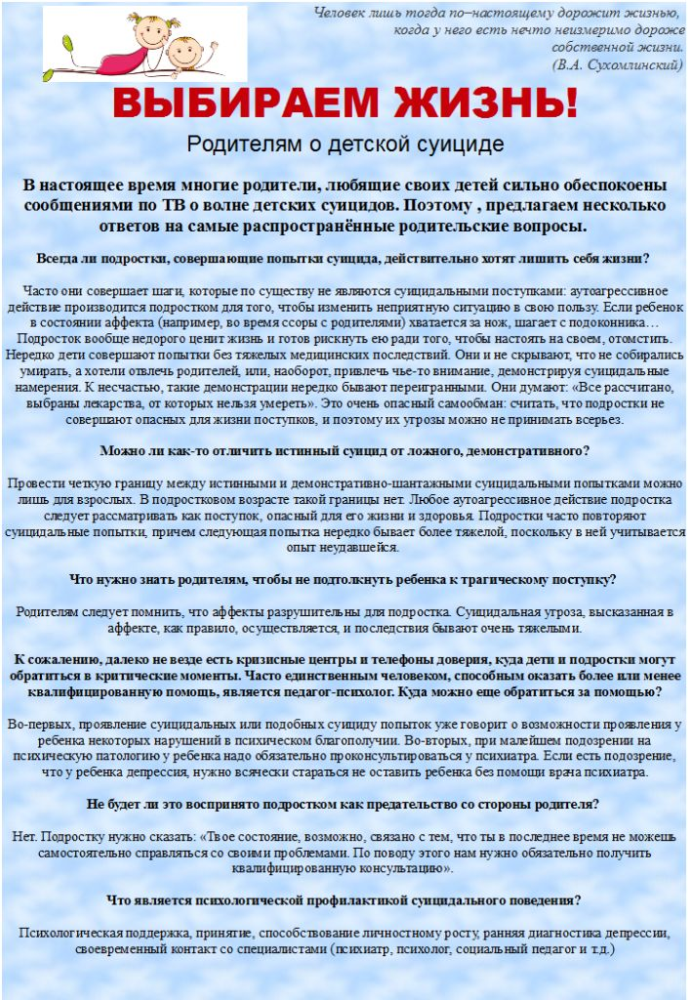 Человек лишь тогда по–настоящему дорожит жизнью,
когда у него есть нечто неизмеримо дороже
собственной жизни.
(В.А. Сухомлинский)
ВЫБИРАЕМ ЖИЗНЬ!
Родителям о детской суициде
В настоящее время многие родители, любящие своих детей сильно обеспокоены
сообщениями по ТВ о волне детских суицидов. Поэтому , предлагаем несколько
ответов на самые распространённые родительские вопросы.
Всегда ли подростки, совершающие попытки суицида, действительно хотят лишить себя жизни?
Часто они совершает шаги, которые по существу не являются суицидальными поступками: аутоагрессивное
действие производится подростком для того, чтобы изменить неприятную ситуацию в свою пользу. Если ребенок
в состоянии аффекта (например, во время ссоры с родителями) хватается за нож, шагает с подоконника…
Подросток вообще недорого ценит жизнь и готов рискнуть ею ради того, чтобы настоять на своем, отомстить.
Нередко дети совершают попытки без тяжелых медицинских последствий. Они и не скрывают, что не собирались
умирать, а хотели отвлечь родителей, или, наоборот, привлечь чье-то внимание, демонстрируя суицидальные
намерения. К несчастью, такие демонстрации нередко бывают переигранными. Они думают: «Все рассчитано,
выбраны лекарства, от которых нельзя умереть». Это очень опасный самообман: считать, что подростки не
совершают опасных для жизни поступков, и поэтому их угрозы можно не принимать всерьез.
Можно ли как-то отличить истинный суицид от ложного, демонстративного?
Провести четкую границу между истинными и демонстративно-шантажными суицидальными попытками можно
лишь для взрослых. В подростковом возрасте такой границы нет. Любое аутоагрессивное действие подростка
следует рассматривать как поступок, опасный для его жизни и здоровья. Подростки часто повторяют
суицидальные попытки, причем следующая попытка нередко бывает более тяжелой, поскольку в ней учитывается
опыт неудавшейся.
Что нужно знать родителям, чтобы не подтолкнуть ребенка к трагическому поступку?
Родителям следует помнить, что аффекты разрушительны для подростка. Суицидальная угроза, высказанная в
аффекте, как правило, осуществляется, и последствия бывают очень тяжелыми.
К сожалению, далеко не везде есть кризисные центры и телефоны доверия, куда дети и подростки могут
обратиться в критические моменты. Часто единственным человеком, способным оказать более или менее
квалифицированную помощь, является педагог-психолог. Куда можно еще обратиться за помощью?
Во-первых, проявление суицидальных или подобных суициду попыток уже говорит о возможности проявления у
ребенка некоторых нарушений в психическом благополучии. Во-вторых, при малейшем подозрении на
психическую патологию у ребенка надо обязательно проконсультироваться у психиатра. Если есть подозрение,
что у ребенка депрессия, нужно всячески стараться не оставить ребенка без помощи врача психиатра.
Не будет ли это воспринято подростком как предательство со стороны родителя?
Нет. Подростку нужно сказать: «Твое состояние, возможно, связано с тем, что ты в последнее время не можешь
самостоятельно справляться со своими проблемами. По поводу этого нам нужно обязательно получить
квалифицированную консультацию».
Что является психологической профилактикой суицидального поведения?
Психологическая поддержка, принятие, способствование личностному росту, ранняя диагностика депрессии,
своевременный контакт со специалистами (психиатр, психолог, социальный педагог и т.д.)